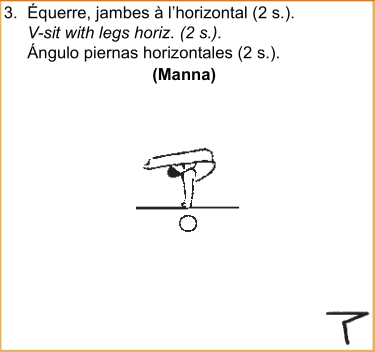 3. Équerre, jambes à l’horizontal (2 s.).
V-sit with legs horiz. (2 s.).
Ángulo piernas horizontales (2 s.).
(Manna)